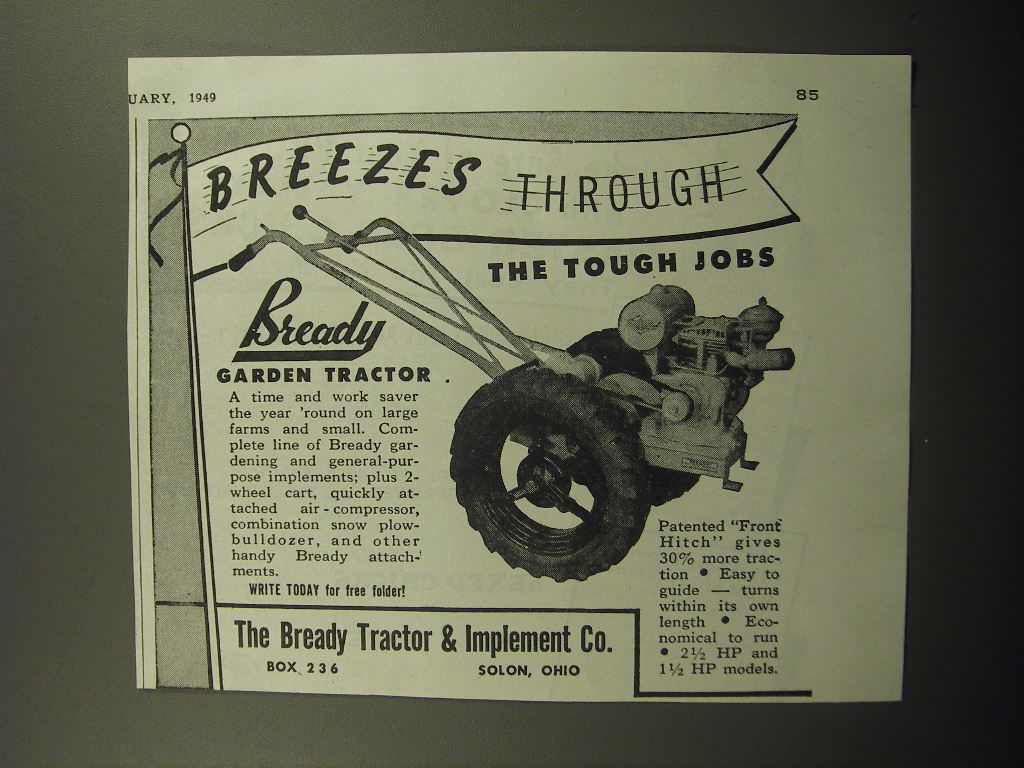 UARY, 1949
85
BREEZES THROUGH
THE TOUGH JOBS
Bready
GARDEN TRACTOR
A time and work saver
the year 'round on large
farms and small. Com-
plete line of Bready gar-
dening and general-pur-
pose implements; plus 2-
wheel cart, quickly at-
tached air-compressor,
combination snow plow-
bulldozer, and other
handy Bready attach-
ments.
WRITE TODAY for free folder!
Patented "Front
Hitch" gives
30% more trac-
tion • Easy to
guide — turns
within its own
length • Eco-
nomical to run
• 2½ HP and
1½ HP models.
The Bready Tractor & Implement Co.
BOX 236 SOLON, OHIO